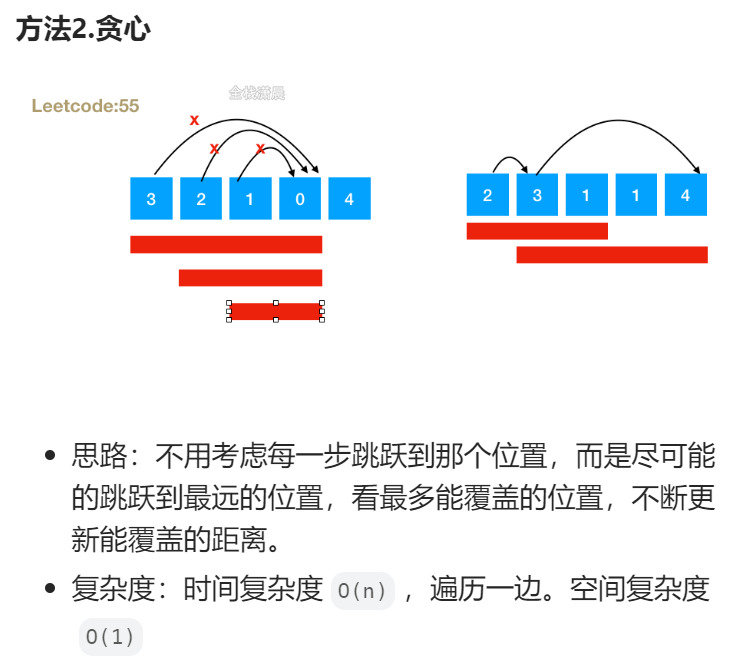 方法2.贪心
全栈潇晨
Leetcode:55
x
x x
3 2 1 0 4
2 3 1 1 4
思路：不用考虑每一步跳跃到那个位置，而是尽可能
的跳跃到最远的位置，看最多能覆盖的位置，不断更
新能覆盖的距离。
复杂度：时间复杂度 O(n) ，遍历一边。空间复杂度
O(1)